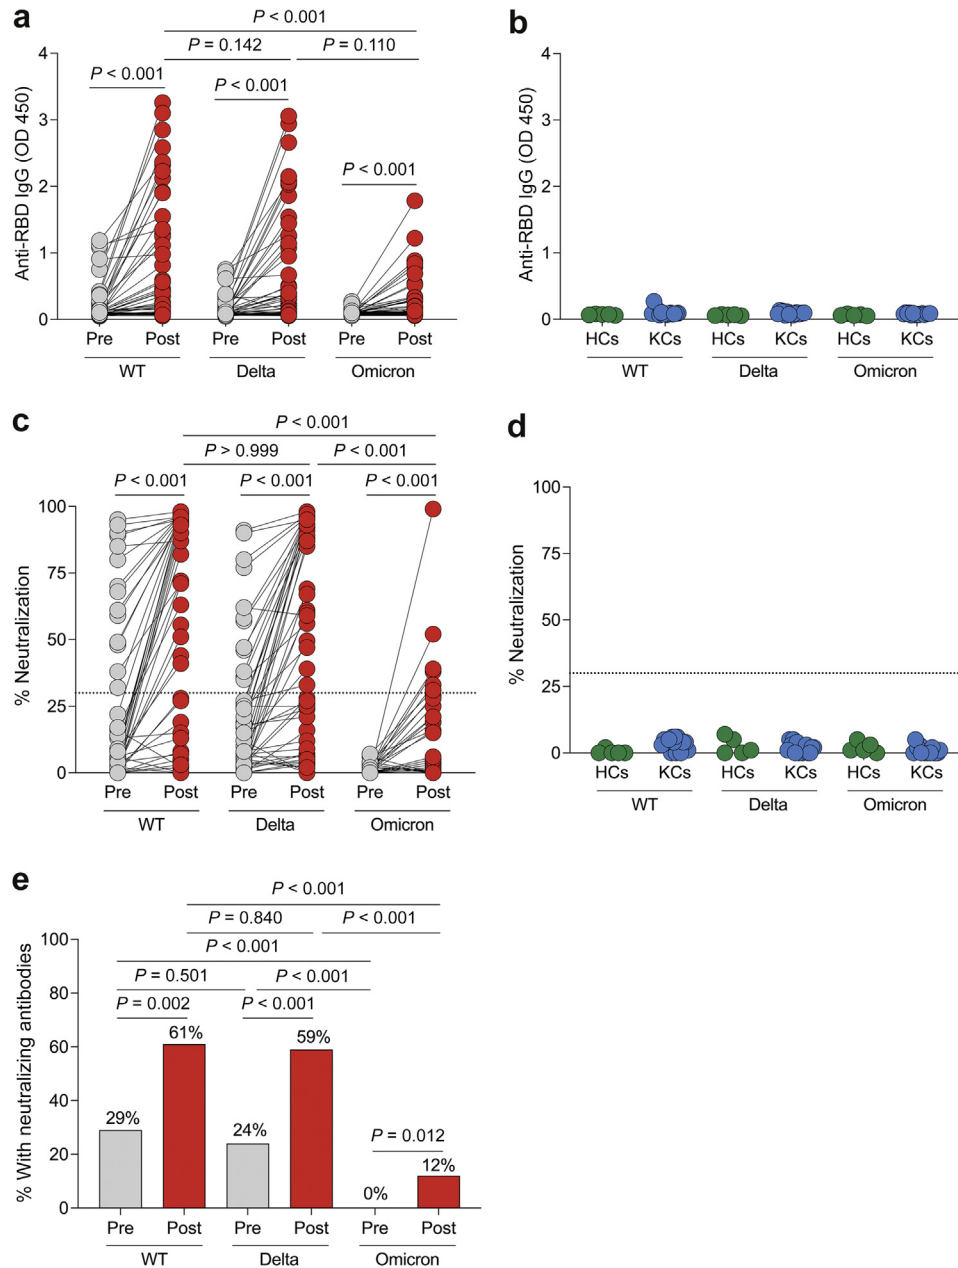 a
P < 0.001
P = 0.142
P = 0.110
P < 0.001
P < 0.001
P < 0.001
Anti-RBD IgG (OD 450)
4
3
2
1
0
Pre Post Pre Post Pre Post
WT Delta Omicron
b
Anti-RBD IgG (OD 450)
4
3
2
1
0
HCs KCs HCs KCs HCs KCs
WT Delta Omicron
c
P < 0.001
P > 0.999
P < 0.001
P < 0.001
P < 0.001
P < 0.001
% Neutralization
100
75
50
25
0
Pre Post Pre Post Pre Post
WT Delta Omicron
d
% Neutralization
100
75
50
25
0
HCs KCs HCs KCs HCs KCs
WT Delta Omicron
e
P < 0.001
P = 0.840
P < 0.001
P < 0.001
P = 0.501
P < 0.001
P = 0.002
P < 0.001
P = 0.012
% With neutralizing antibodies
100
80
60
40
20
0
29%
61%
24%
59%
0%
12%
Pre Post Pre Post Pre Post
WT Delta Omicron